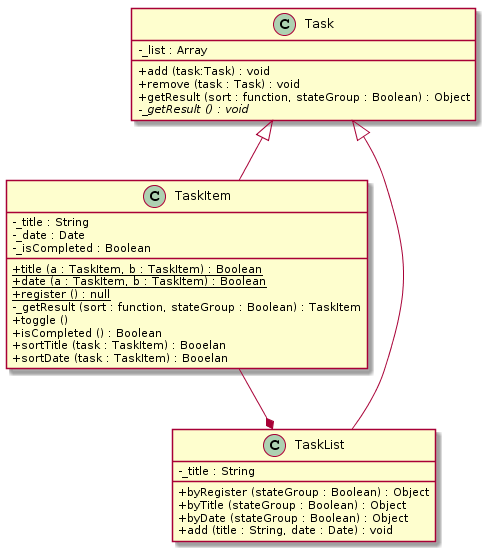 C Task
-_list : Array
+add (task:Task) : void
+remove (task : Task) : void
+getResult (sort : function, stateGroup : Boolean) : Object
-_getResult () : void
C TaskItem
-_title : String
-_date : Date
-_isCompleted : Boolean
+title (a : TaskItem, b : TaskItem) : Boolean
+date (a : TaskItem, b : TaskItem) : Boolean
+register () : null
-_getResult (sort : function, stateGroup : Boolean) : TaskItem
+toggle ()
+isCompleted () : Boolean
+sortTitle (task : TaskItem) : Booelan
+sortDate (task : TaskItem) : Booelan
C TaskList
-_title : String
+byRegister (stateGroup : Boolean) : Object
+byTitle (stateGroup : Boolean) : Object
+byDate (stateGroup : Boolean) : Object
+add (title : String, date : Date) : void